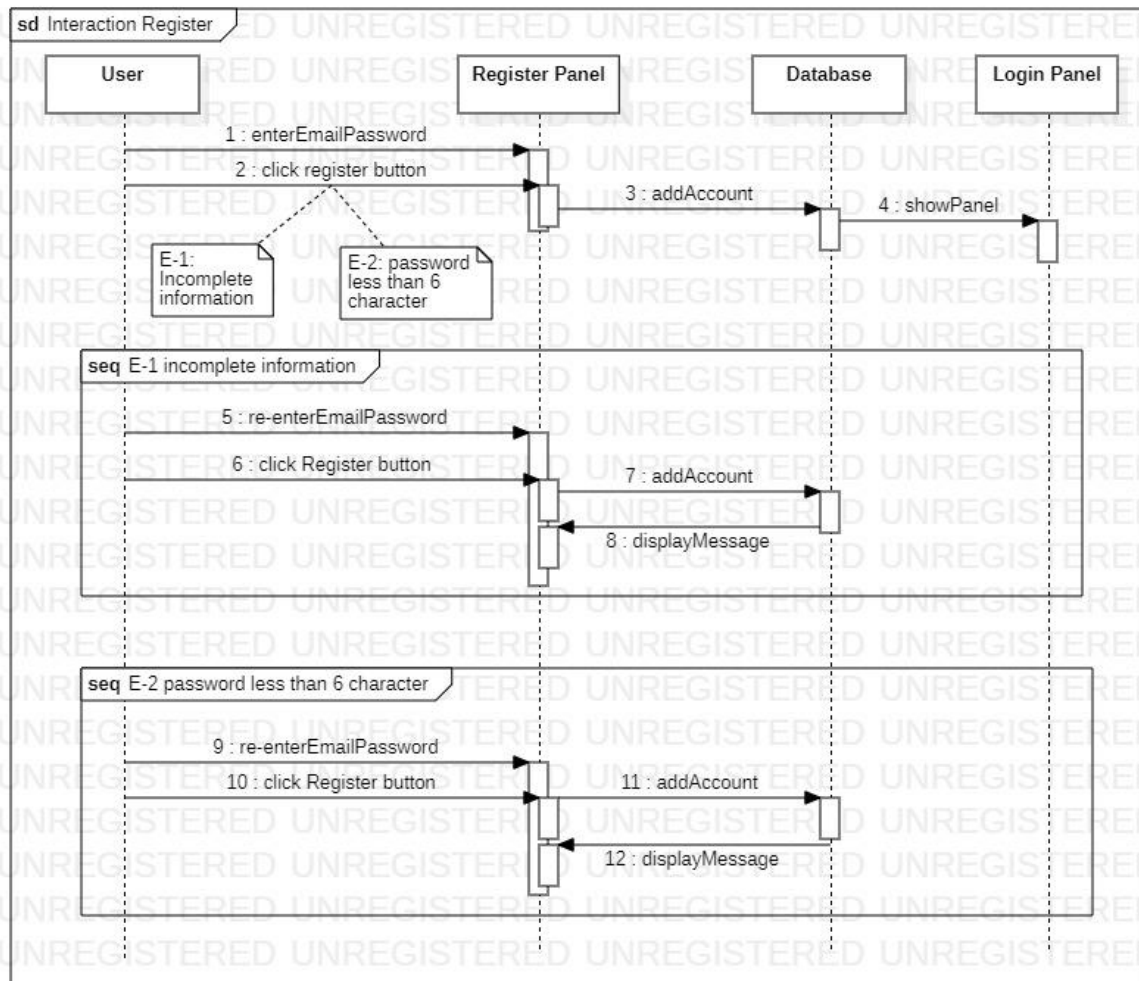 sd Interaction Register
User
Register Panel
Database
Login Panel
1 : enterEmailPassword
2 : click register button
3 : addAccount
4 : showPanel
E-1:
Incomplete
information
E-2: password
less than 6
character
seq E-1 incomplete information
5 : re-enterEmailPassword
6 : click Register button
7 : addAccount
8 : displayMessage
seq E-2 password less than 6 character
9 : re-enterEmailPassword
10 : click Register button
11 : addAccount
12 : displayMessage
UNREGISTERED